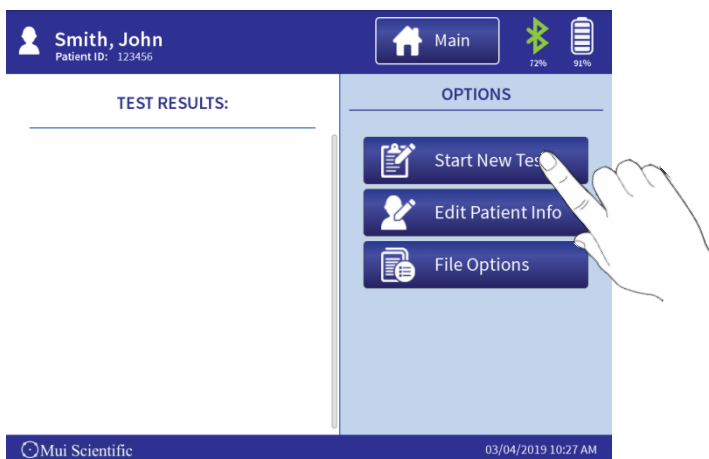 Smith, John
Patient ID: 123456
Main
72%
91%
TEST RESULTS:
OPTIONS
Start New Tes
Edit Patient Info
File Options
Mui Scientific
03/04/2019 10:27 AM